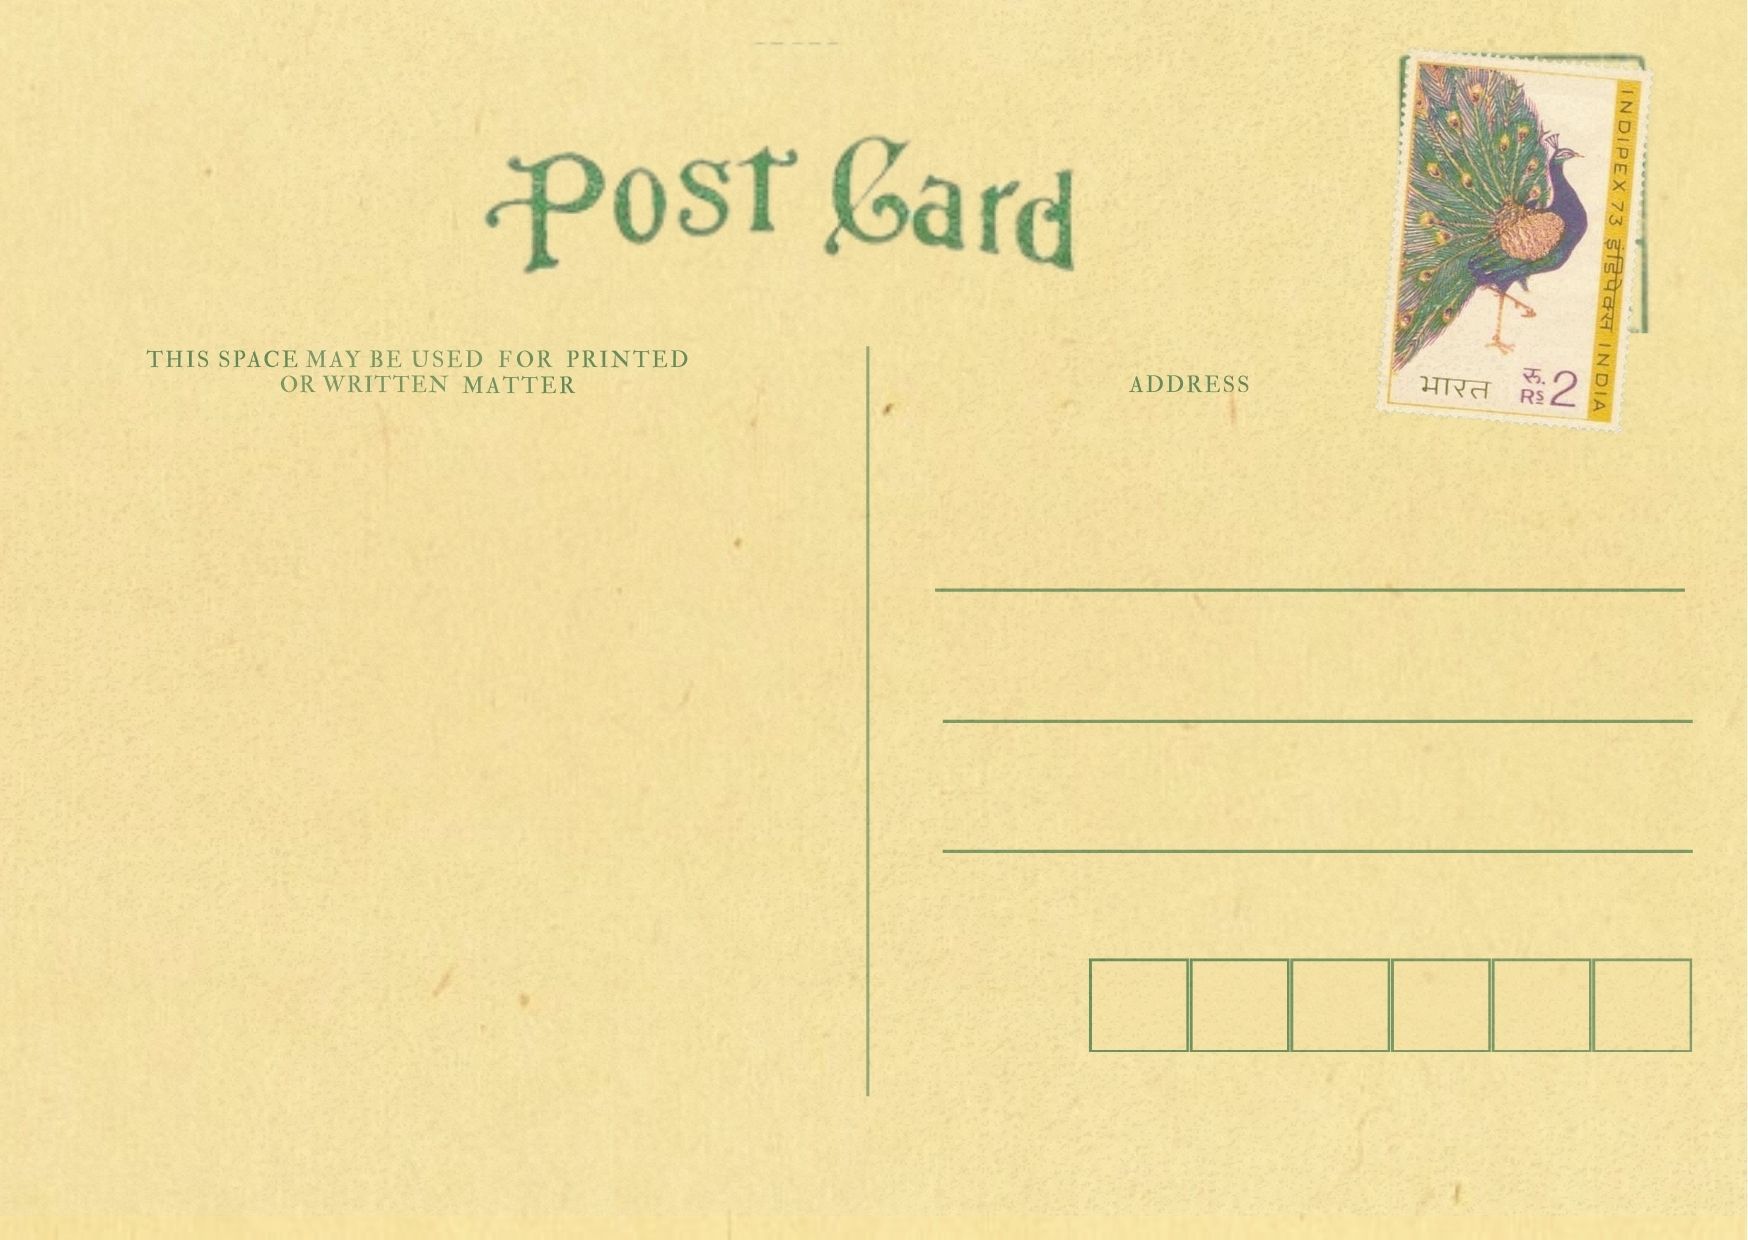 Post Card
THIS SPACE MAY BE USED FOR PRINTED
OR WRITTEN MATTER
ADDRESS
INDIPEX 73 इंडिपेक्स INDIA
भारत
रु.
Rs 2